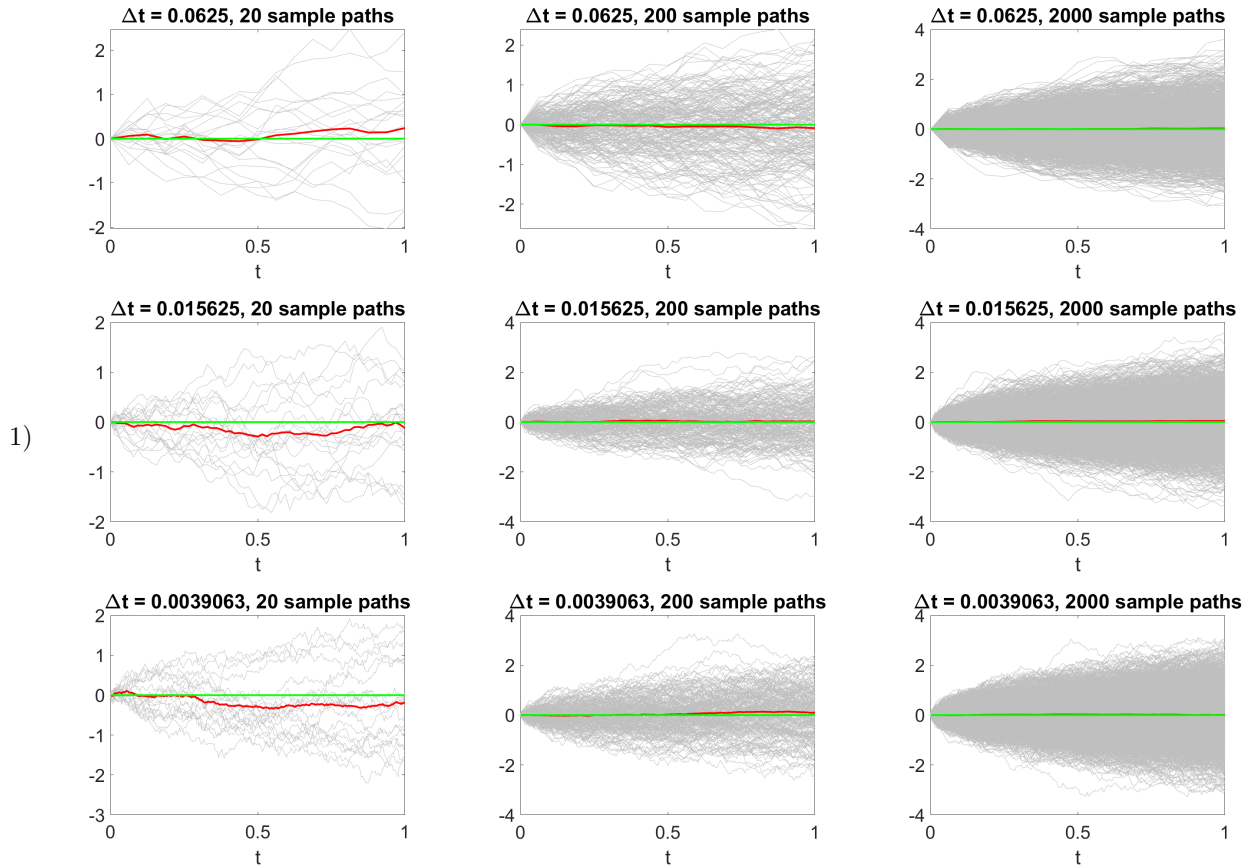 Δt = 0.0625, 20 sample paths
2
1
0
-1
-2
0 0.5 1
t
Δt = 0.0625, 200 sample paths
2
1
0
-1
-2
0 0.5 1
t
Δt = 0.0625, 2000 sample paths
4
2
0
-2
-4
0 0.5 1
t
1)
Δt = 0.015625, 20 sample paths
2
1
0
-1
-2
0 0.5 1
t
Δt = 0.015625, 200 sample paths
4
2
0
-2
-4
0 0.5 1
t
Δt = 0.015625, 2000 sample paths
4
2
0
-2
-4
0 0.5 1
t
Δt = 0.0039063, 20 sample paths
2
1
0
-1
-2
-3
0 0.5 1
t
Δt = 0.0039063, 200 sample paths
4
2
0
-2
-4
0 0.5 1
t
Δt = 0.0039063, 2000 sample paths
4
2
0
-2
-4
0 0.5 1
t